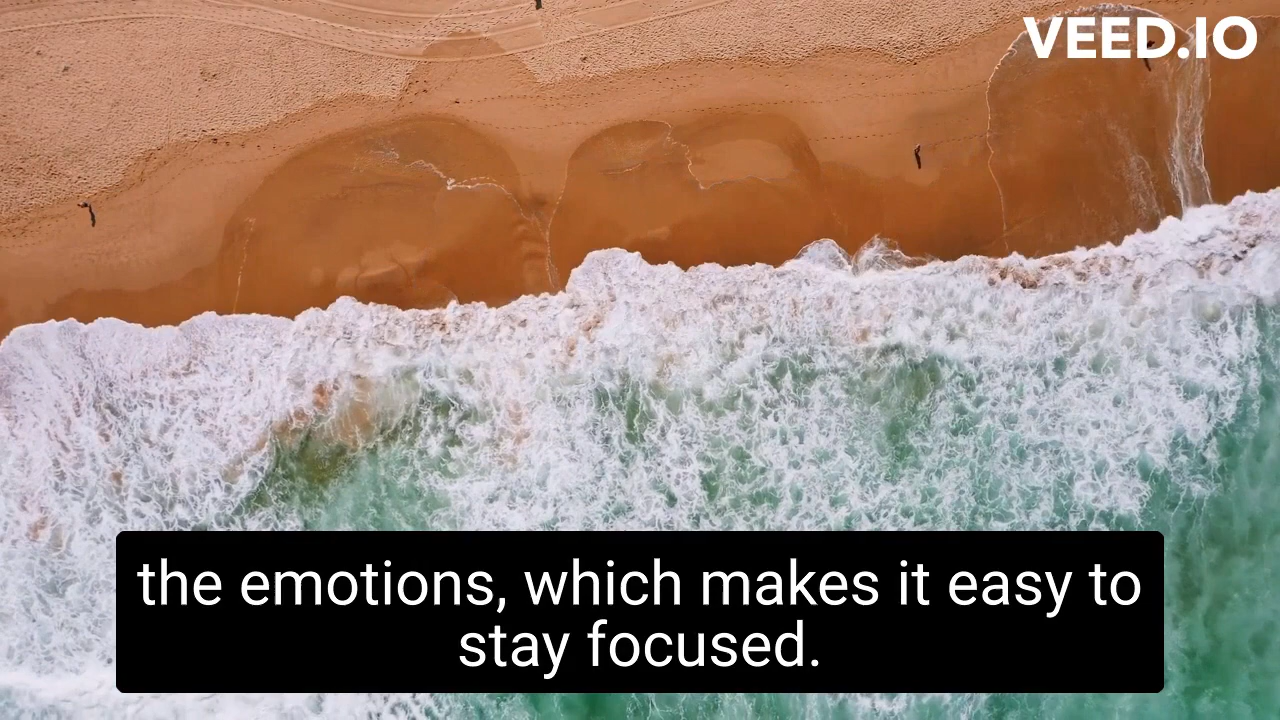 VEED.IO
the emotions, which makes it easy to
stay focused.